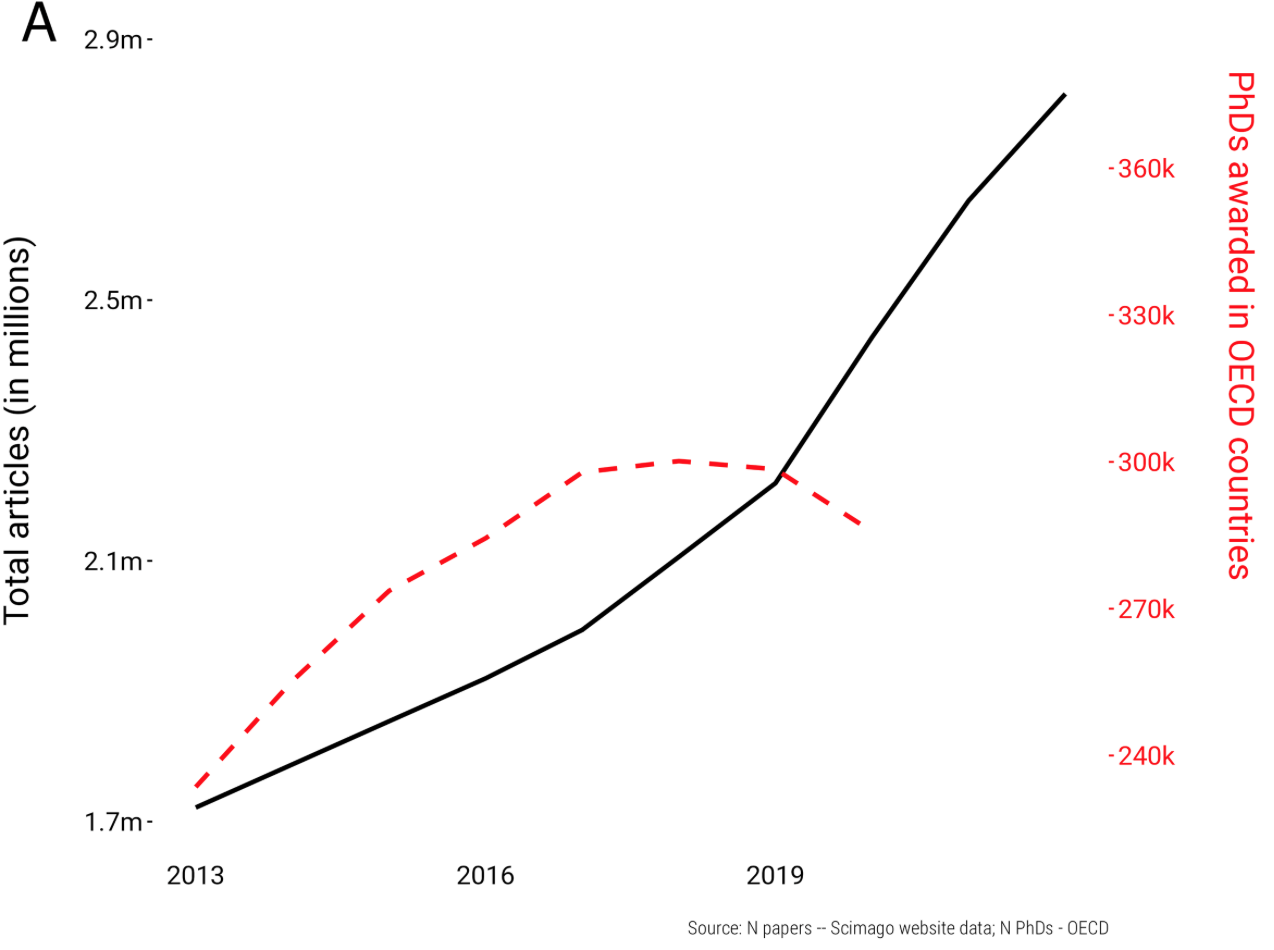 A
2.9m
2.5m
2.1m
1.7m
Total articles (in millions)
360k
330k
300k
270k
240k
PhDs awarded in OECD countries
2013
2016
2019
Source: N papers -- Scimago website data; N PhDs - OECD